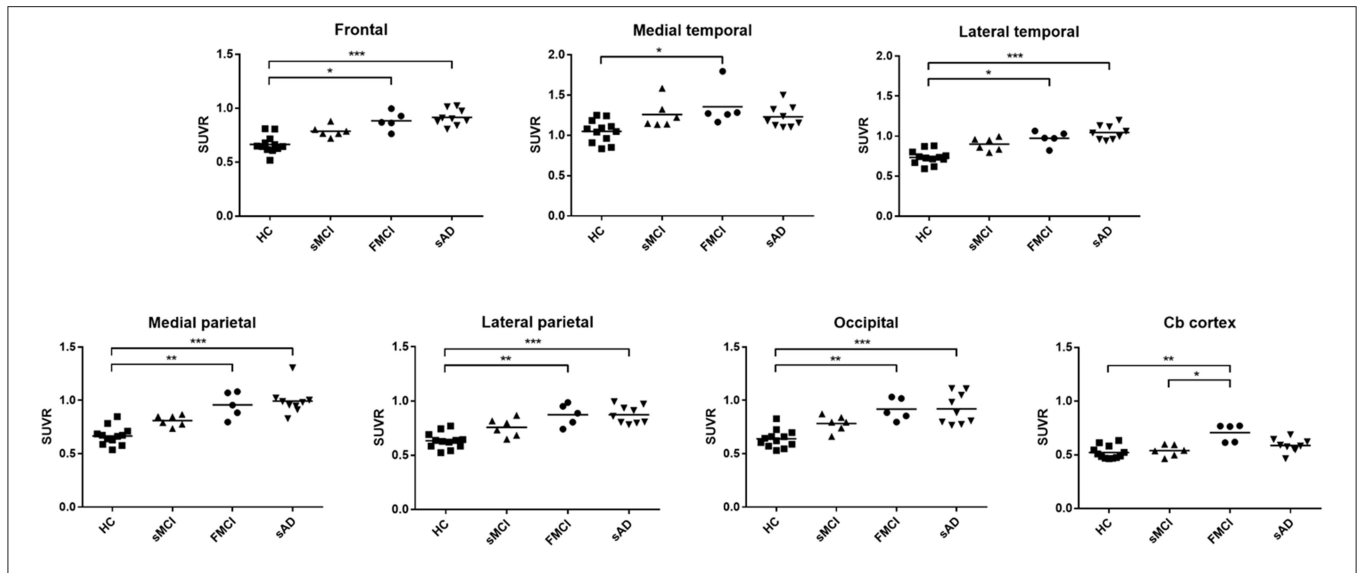 Frontal
SUVR
1.5
1.0
0.5
0.0
***
*
HC
sMCI
FMCI
sAD
Medial temporal
SUVR
2.0
1.5
1.0
0.5
0.0
*
HC
sMCI
FMCI
sAD
Lateral temporal
SUVR
2.0
1.5
1.0
0.5
0.0
***
*
HC
sMCI
FMCI
sAD
Medial parietal
SUVR
1.5
1.0
0.5
0.0
***
**
HC
sMCI
FMCI
sAD
Lateral parietal
SUVR
1.5
1.0
0.5
0.0
***
**
HC
sMCI
FMCI
sAD
Occipital
SUVR
1.5
1.0
0.5
0.0
***
**
HC
sMCI
FMCI
sAD
Cb cortex
SUVR
1.5
1.0
0.5
0.0
**
*
HC
sMCI
FMCI
sAD